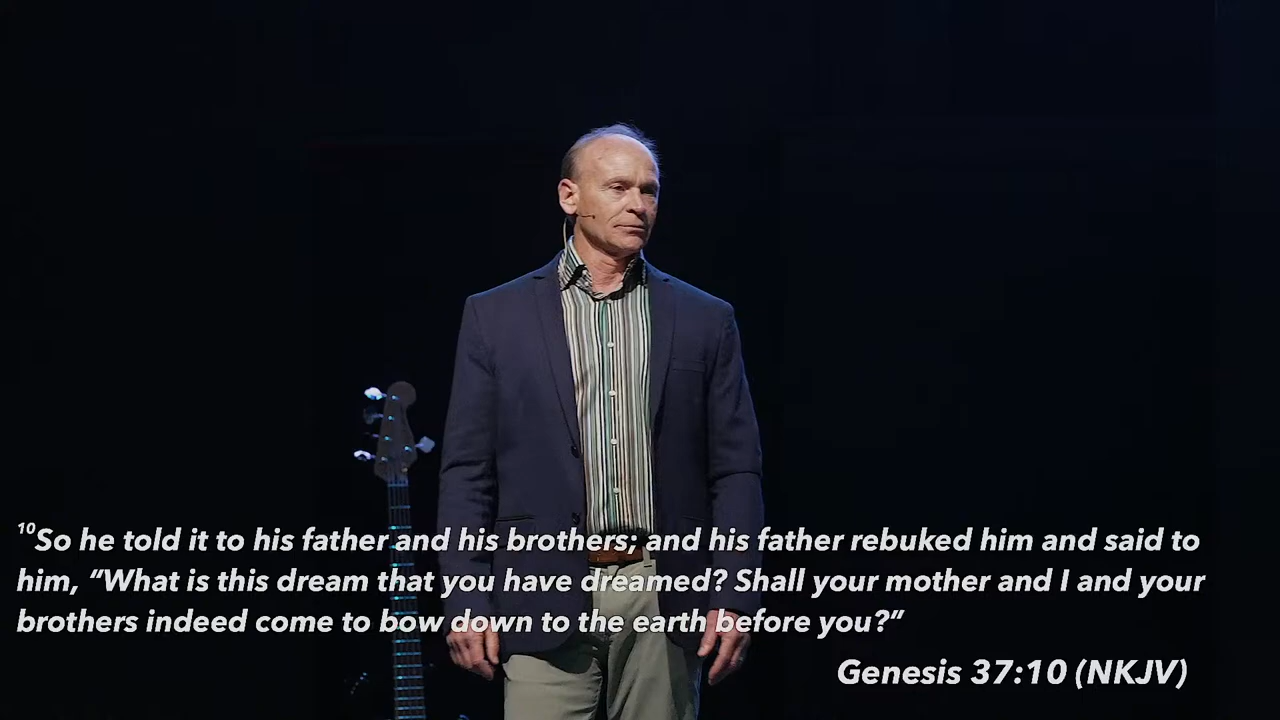 ¹⁰So he told it to his father and his brothers; and his father rebuked him and said to
him, “What is this dream that you have dreamed? Shall your mother and I and your
brothers indeed come to bow down to the earth before you?”
Genesis 37:10 (NKJV)